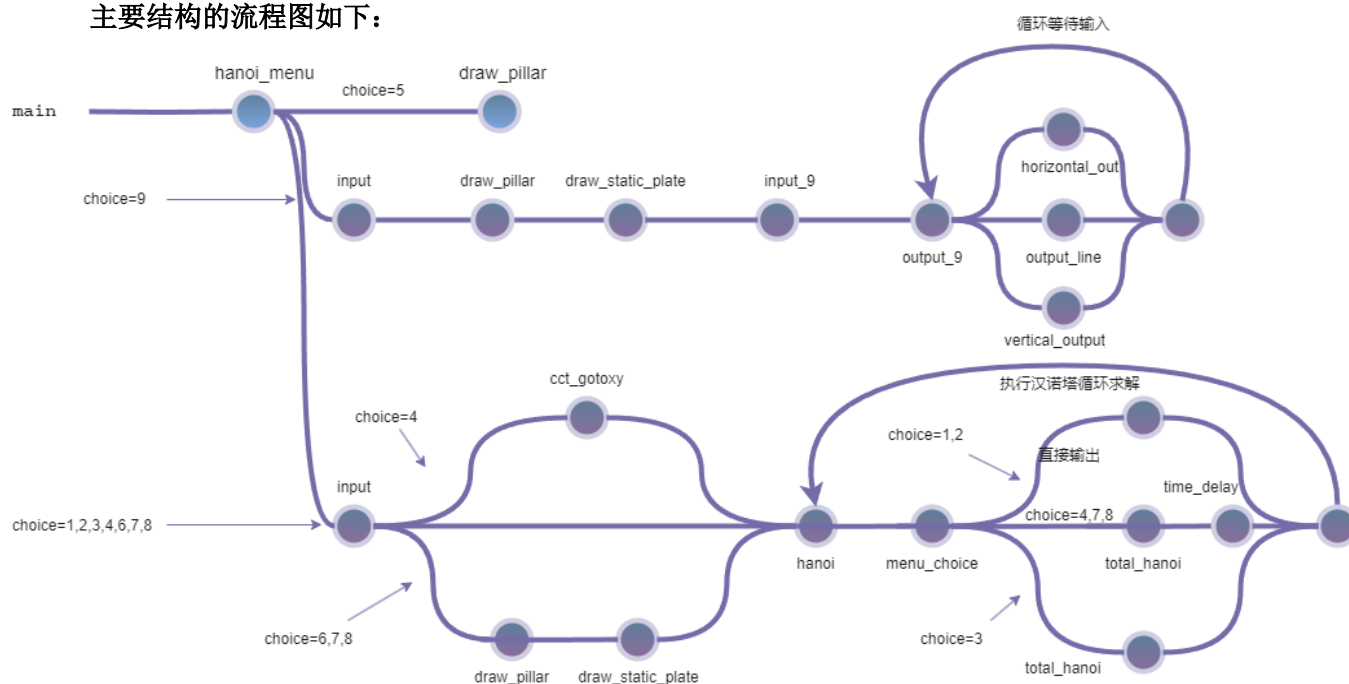 主要结构的流程图如下：
循环等待输入
hanoi_menu
draw_pillar
choice=5
main
horizontal_out
choice=9
input
draw_pillar
draw_static_plate
input_9
output_9
output_line
vertical_output
cct_gotoxy
执行汉诺塔循环求解
choice=4
choice=1,2
直接输出
input
time_delay
choice=1,2,3,4,6,7,8
choice=4,7,8
hanoi
menu_choice
total_hanoi
choice=6,7,8
choice=3
draw_pillar
draw_static_plate
total_hanoi